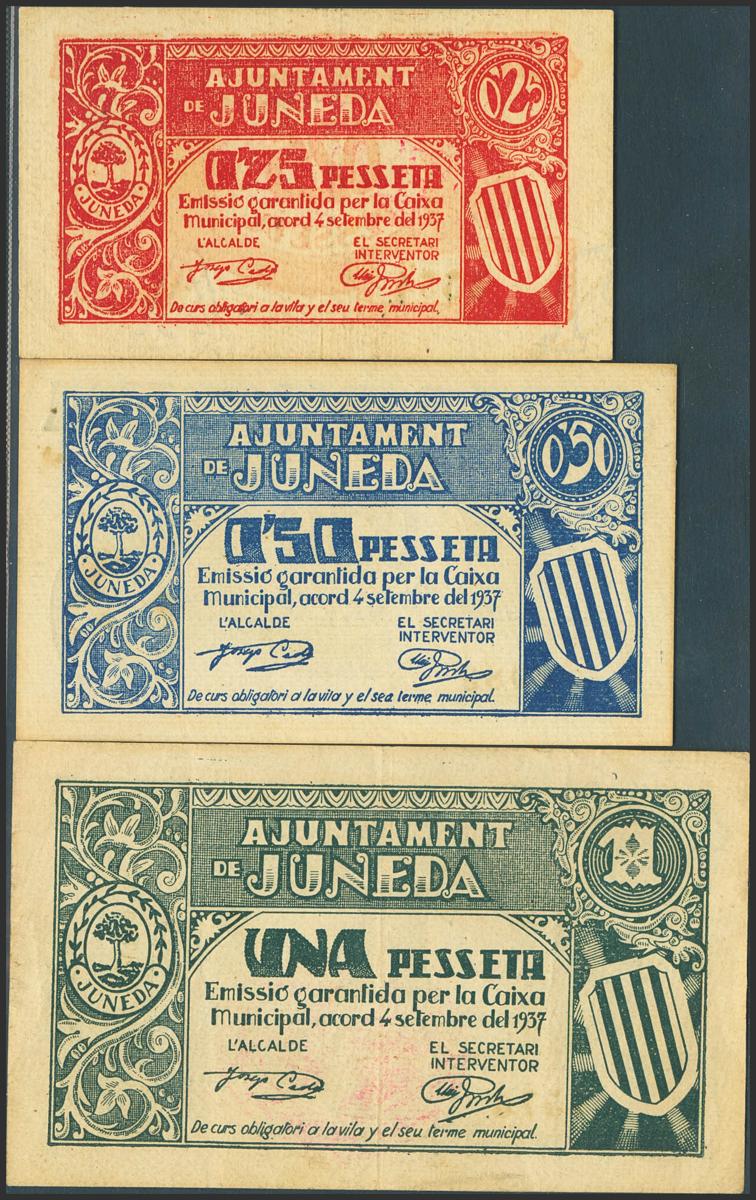 AJUNTAMENT
DE JUNEDA
0'25
0'25 PESSETA
Emissió garantida per la Caixa
Municipal, acord 4 setembre del 1937
JUNEDA
L'ALCALDE
EL SECRETARI
INTERVENTOR
De curs obligatori a la vila y el seu terme municipal.
AJUNTAMENT
DE JUNEDA
0'50
0'50 PESSETA
Emissió garantida per la Caixa
Municipal, acord 4 setembre del 1937
JUNEDA
L'ALCALDE
EL SECRETARI
INTERVENTOR
De curs obligatori a la vila y el seu terme municipal.
AJUNTAMENT
DE JUNEDA
1
UNA PESSETA
Emissió garantida per la Caixa
Municipal, acord 4 setembre del 1937
JUNEDA
L'ALCALDE
EL SECRETARI
INTERVENTOR
De curs obligatori a la vila y el seu terme municipal.